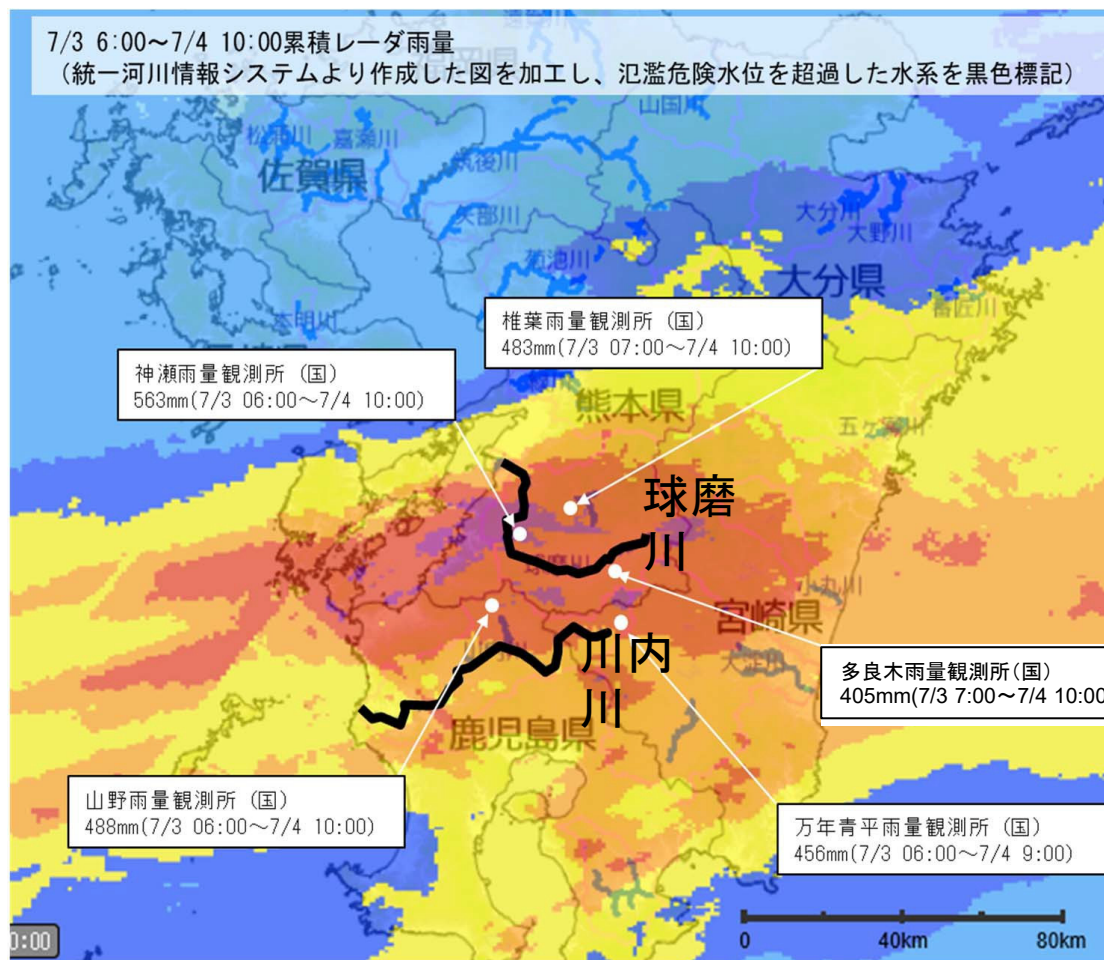 7/3 6:00～7/4 10:00累積レーダ雨量
（統一河川情報システムより作成した図を加工し、氾濫危険水位を超過した水系を黒色標記）
山国川
松浦川
嘉瀬川
佐賀県
筑後川
矢部川
大分川
大野川
菊池川
大分県
番匠川
本明川
椎葉雨量観測所（国）
483mm(7/3 07:00～7/4 10:00)
神瀬雨量観測所（国）
563mm(7/3 06:00～7/4 10:00)
熊本県
五ヶ瀬川
球磨
川
球磨川
小丸川
宮崎県
川内
川
大淀川
多良木雨量観測所(国)
405mm(7/3 7:00～7/4 10:00
鹿児島県
山野雨量観測所（国）
488mm(7/3 06:00～7/4 10:00)
万年青平雨量観測所（国）
456mm(7/3 06:00～7/4 9:00)
0:00
0
40km
80km